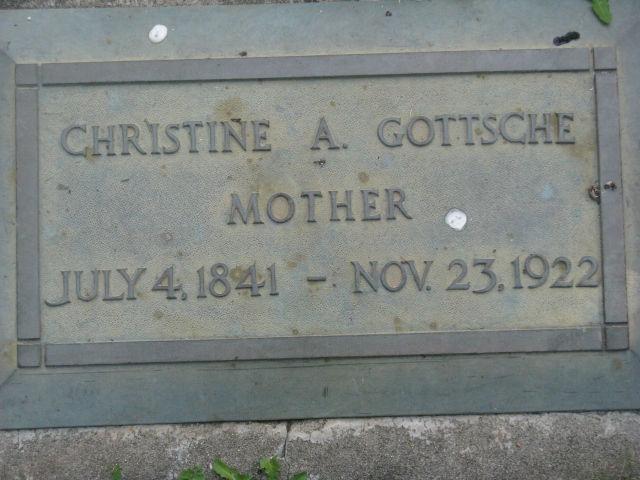 CHRISTINE A. GOTTSCHE
MOTHER
JULY 4, 1841 - NOV. 23, 1922